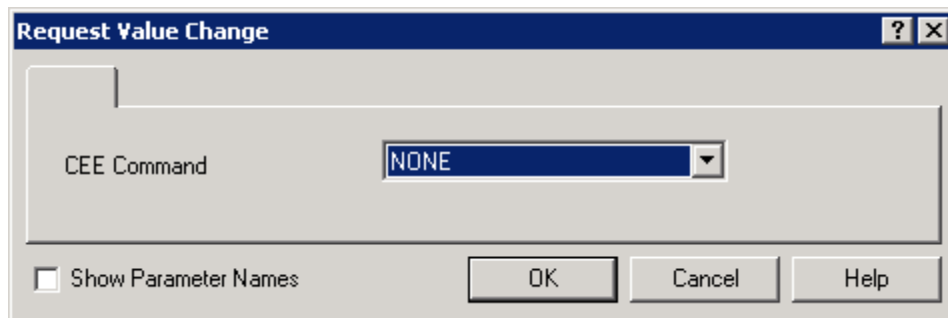 Request Value Change
CEE Command NONE
Show Parameter Names OK Cancel Help